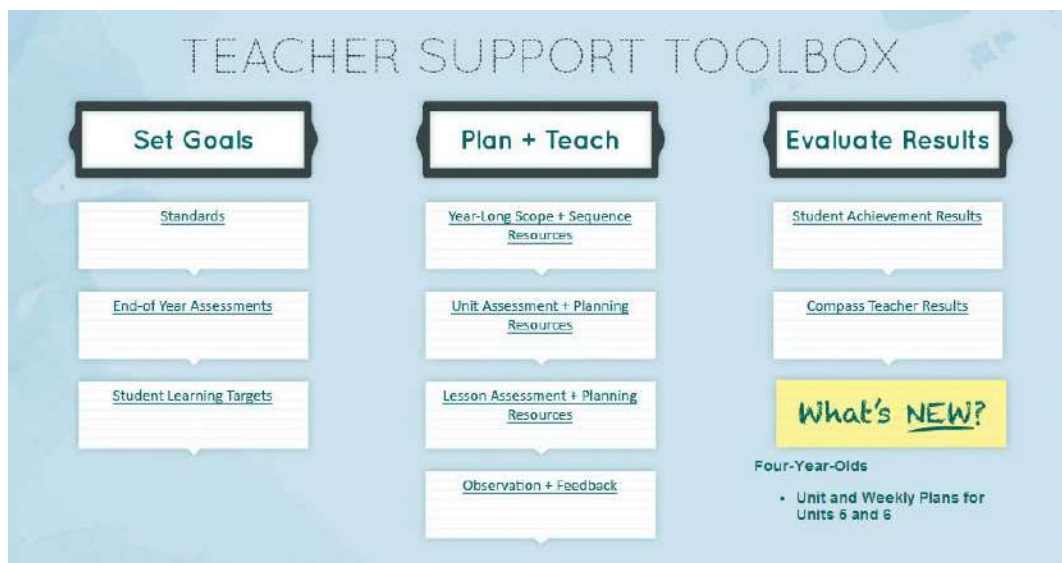 TEACHER SUPPORT TOOLBOX
Set Goals
Standards
End-of Year Assessments
Student Learning Targets
Plan + Teach
Year-Long Scope + Sequence
Resources
Unit Assessment + Planning
Resources
Lesson Assessment + Planning
Resources
Observation + Feedback
Evaluate Results
Student Achievement Results
Compass Teacher Results
What's NEW?
Four-Year-Olds
• Unit and Weekly Plans for
Units 5 and 6